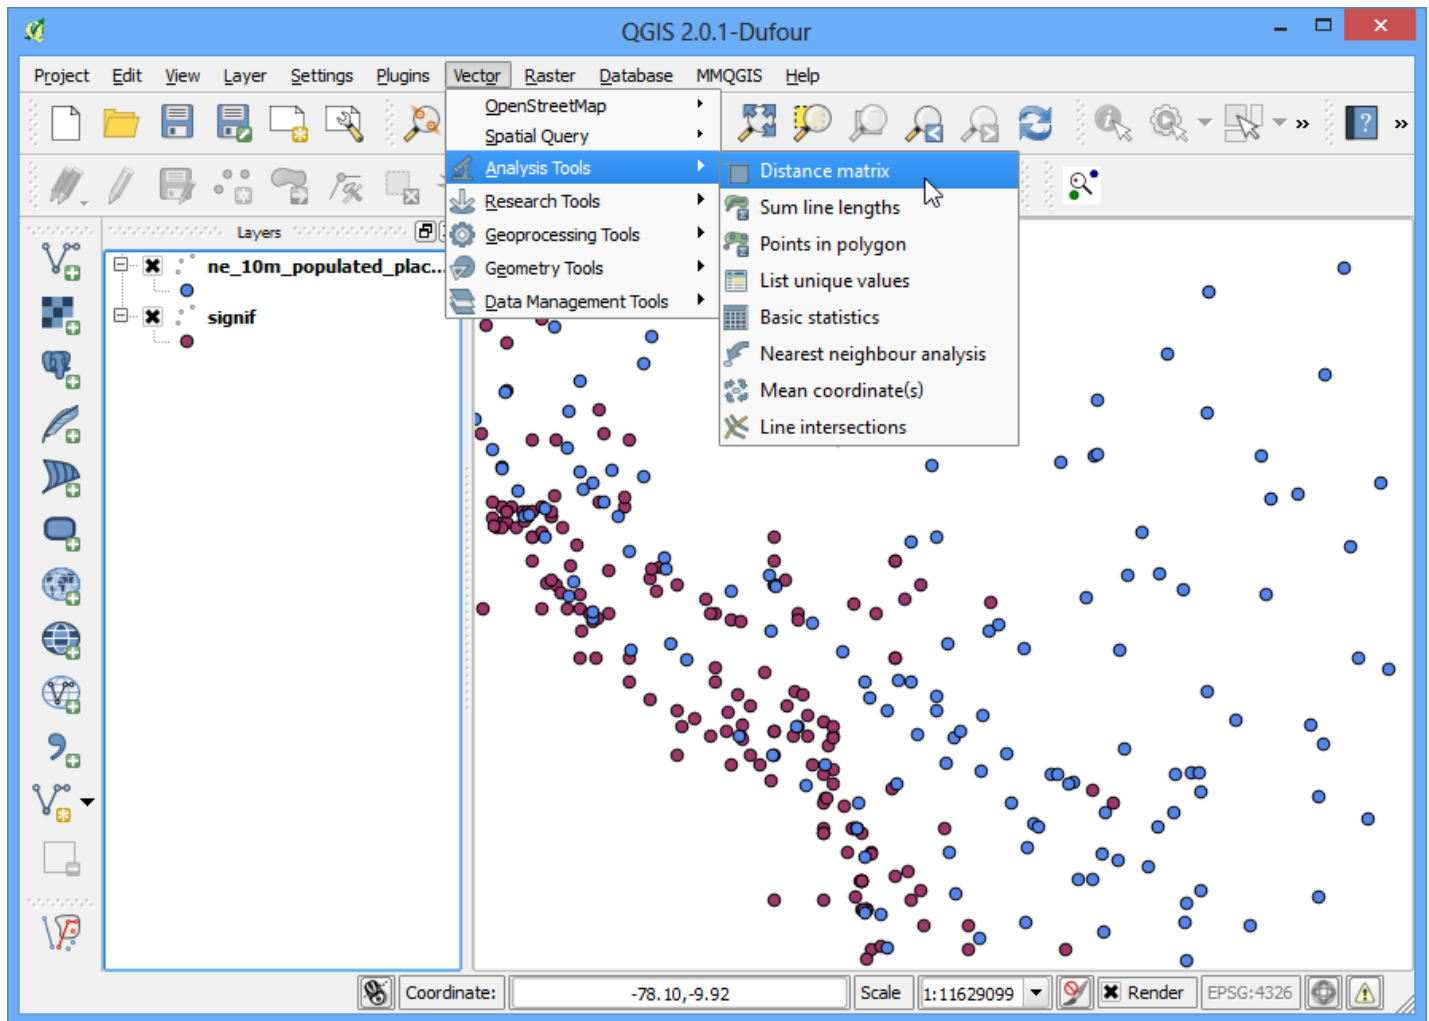 QGIS 2.0.1-Dufour
Project Edit View Layer Settings Plugins Vector Raster Database MMQGIS Help
OpenStreetMap
Spatial Query
Analysis Tools
Research Tools
Geoprocessing Tools
Geometry Tools
Data Management Tools
Distance matrix
Sum line lengths
Points in polygon
List unique values
Basic statistics
Nearest neighbour analysis
Mean coordinate(s)
Line intersections
Layers
ne_10m_populated_plac...
signif
Coordinate: -78.10,-9.92 Scale 1:11629099 Render EPSG:4326